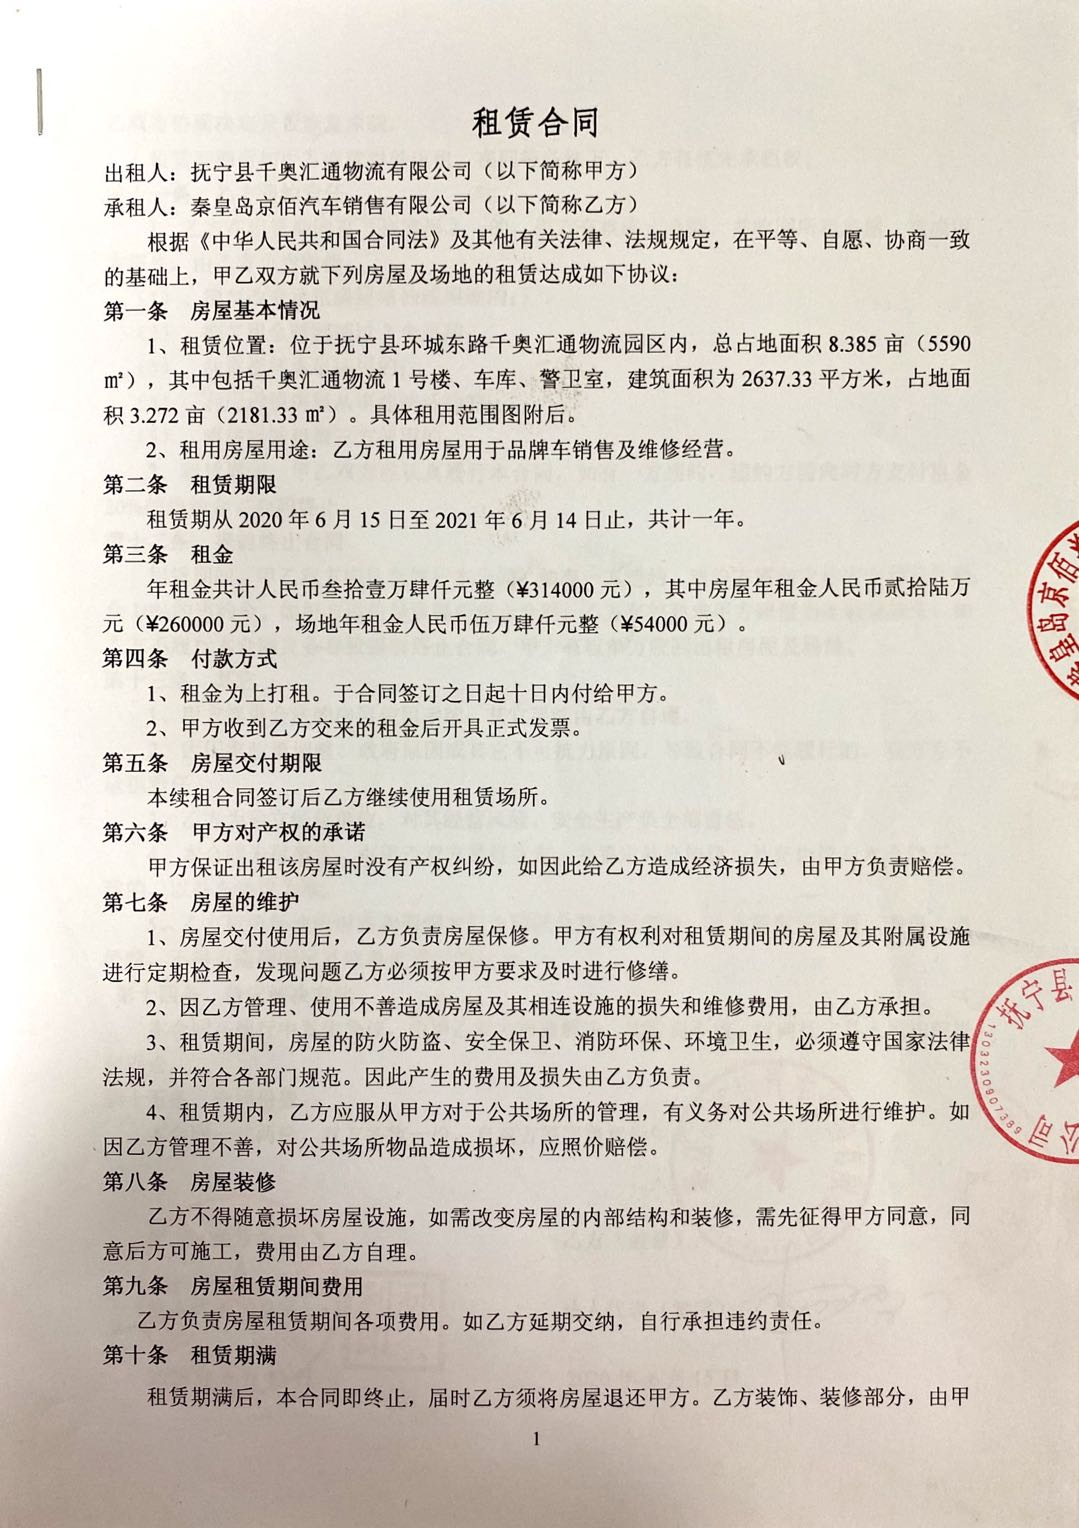 租赁合同
出租人：抚宁县千奥汇通物流有限公司（以下简称甲方）
承租人：秦皇岛京佰汽车销售有限公司（以下简称乙方）
根据《中华人民共和国合同法》及其他有关法律、法规规定，在平等、自愿、协商一致
的基础上，甲乙双方就下列房屋及场地的租赁达成如下协议：
第一条　房屋基本情况
1、租赁位置：位于抚宁县环城东路千奥汇通物流园区内，总占地面积 8.385 亩（5590
㎡），其中包括千奥汇通物流 1 号楼、车库、警卫室，建筑面积为 2637.33 平方米，占地面
积 3.272 亩（2181.33 ㎡）。具体租用范围图附后。
2、租用房屋用途：乙方租用房屋用于品牌车销售及维修经营。
第二条　租赁期限
租赁期从 2020 年 6 月 15 日至 2021 年 6 月 14 日止，共计一年。
第三条　租金
年租金共计人民币叁拾壹万肆仟元整（¥314000 元），其中房屋年租金人民币贰拾陆万
元（¥260000 元），场地年租金人民币伍万肆仟元整（¥54000 元）。
第四条　付款方式
1、租金为上打租。于合同签订之日起十日内付给甲方。
2、甲方收到乙方交来的租金后开具正式发票。
第五条　房屋交付期限
本续租合同签订后乙方继续使用租赁场所。
第六条　甲方对产权的承诺
甲方保证出租该房屋时没有产权纠纷，如因此给乙方造成经济损失，由甲方负责赔偿。
第七条　房屋的维护
1、房屋交付使用后，乙方负责房屋保修。甲方有权利对租赁期间的房屋及其附属设施
进行定期检查，发现问题乙方必须按甲方要求及时进行修缮。
2、因乙方管理、使用不善造成房屋及其相连设施的损失和维修费用，由乙方承担。
3、租赁期间，房屋的防火防盗、安全保卫、消防环保、环境卫生，必须遵守国家法律
法规，并符合各部门规范。因此产生的费用及损失由乙方负责。
4、租赁期内，乙方应服从甲方对于公共场所的管理，有义务对公共场所进行维护。如
因乙方管理不善，对公共场所物品造成损坏，应照价赔偿。
第八条　房屋装修
乙方不得随意损坏房屋设施，如需改变房屋的内部结构和装修，需先征得甲方同意，同
意后方可施工，费用由乙方自理。
第九条　房屋租赁期间费用
乙方负责房屋租赁期间各项费用。如乙方延期交纳，自行承担违约责任。
第十条　租赁期满
租赁期满后，本合同即终止，届时乙方须将房屋退还甲方。乙方装饰、装修部分，由甲
1
皇岛京佰
抚宁县
公司
1303230907389